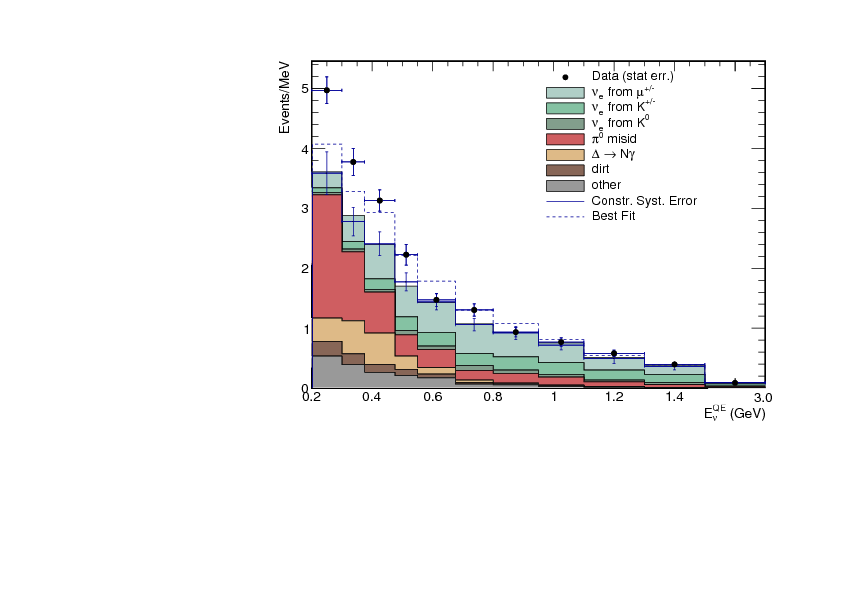 Events/MeV
5
4
3
2
1
0
Data (stat err.)
νe from μ+/-
νe from K+/-
νe from K0
π0 misid
Δ → Nγ
dirt
other
Constr. Syst. Error
Best Fit
0.2 0.4 0.6 0.8 1 1.2 1.4 3.0
EνQE (GeV)